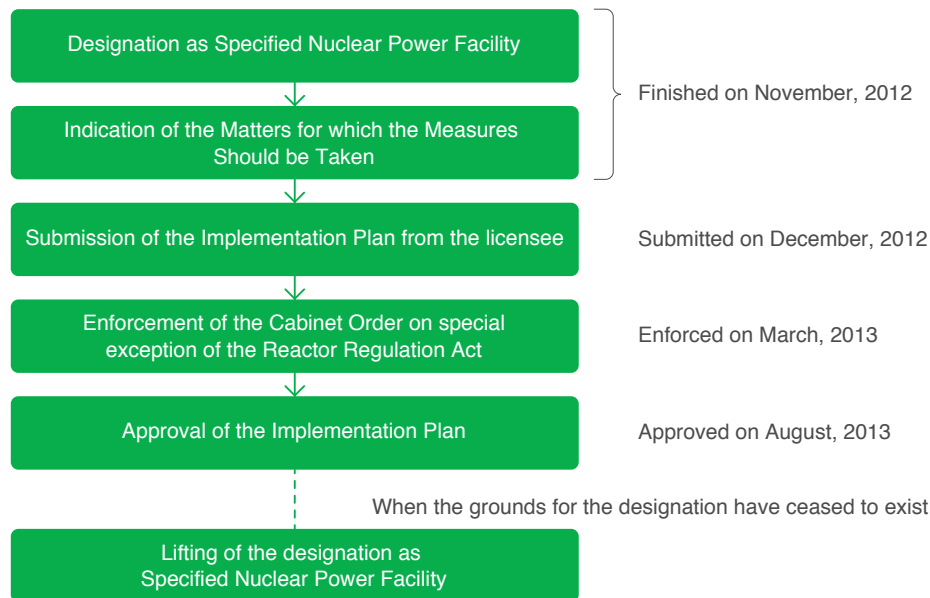 Designation as Specified Nuclear Power Facility
Finished on November, 2012
Indication of the Matters for which the Measures
Should be Taken
Submission of the Implementation Plan from the licensee
Submitted on December, 2012
Enforcement of the Cabinet Order on special
exception of the Reactor Regulation Act
Enforced on March, 2013
Approval of the Implementation Plan
Approved on August, 2013
When the grounds for the designation have ceased to exist
Lifting of the designation as
Specified Nuclear Power Facility